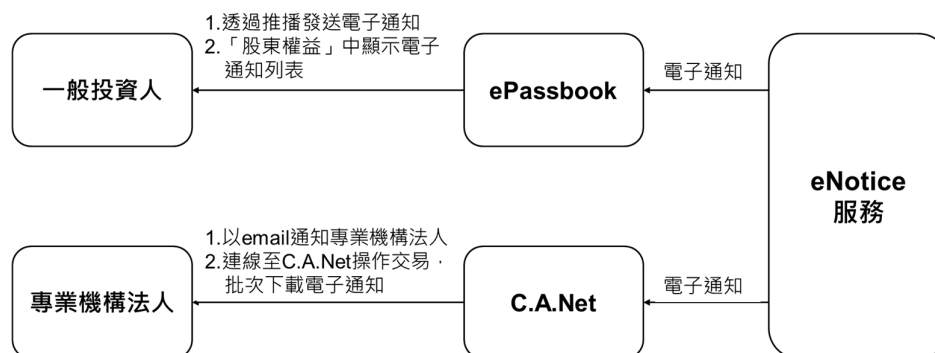 1.透過推播發送電子通知
2.「股東權益」中顯示電子
通知列表
一般投資人
ePassbook
電子通知
eNotice
服務
1.以email通知專業機構法人
2.連線至C.A.Net操作交易，
批次下載電子通知
專業機構法人
C.A.Net
電子通知